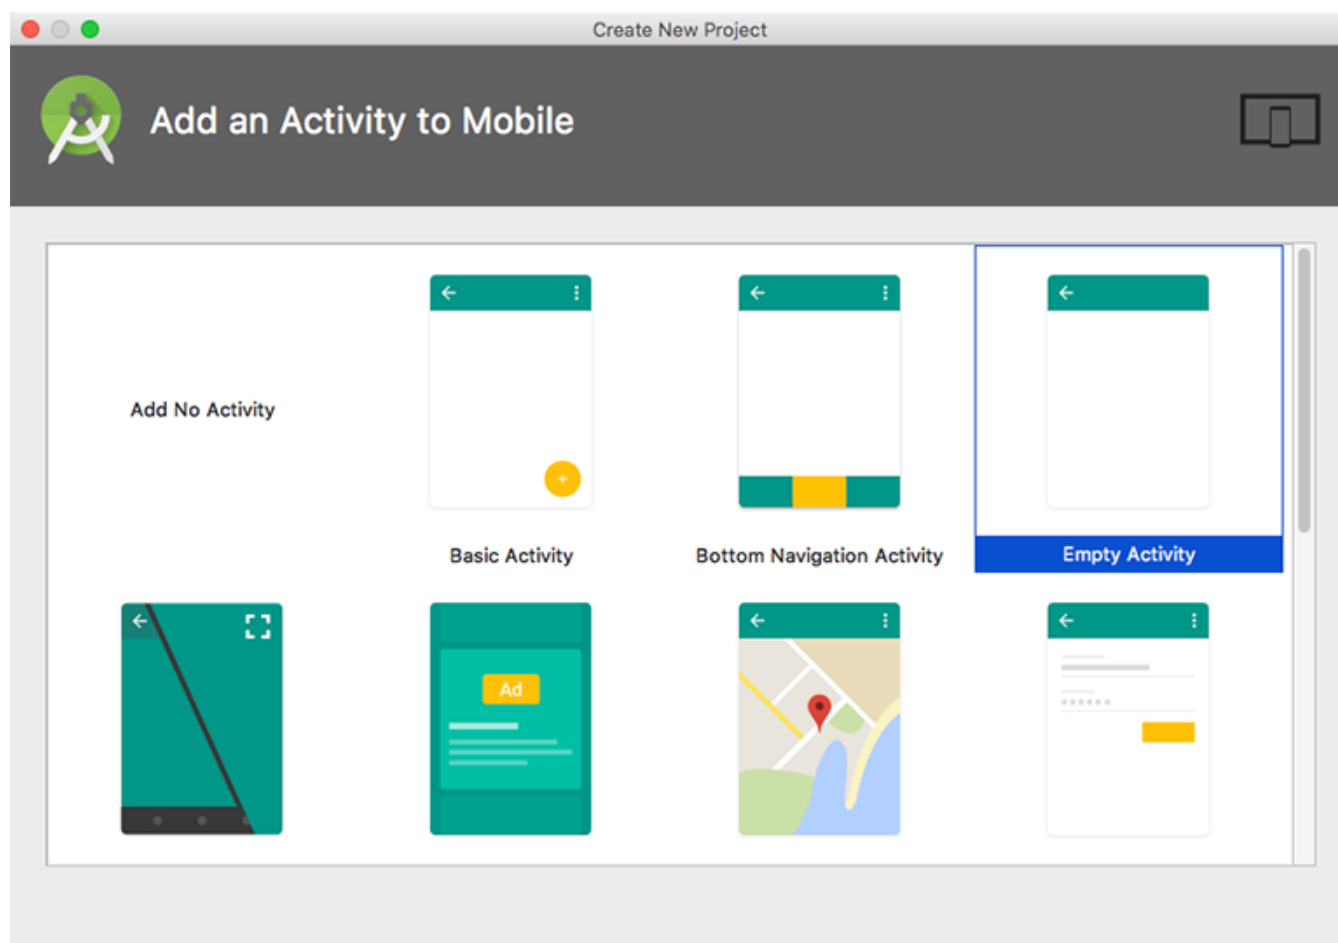 Create New Project
Add an Activity to Mobile
Add No Activity
Basic Activity
Bottom Navigation Activity
Empty Activity
Ad